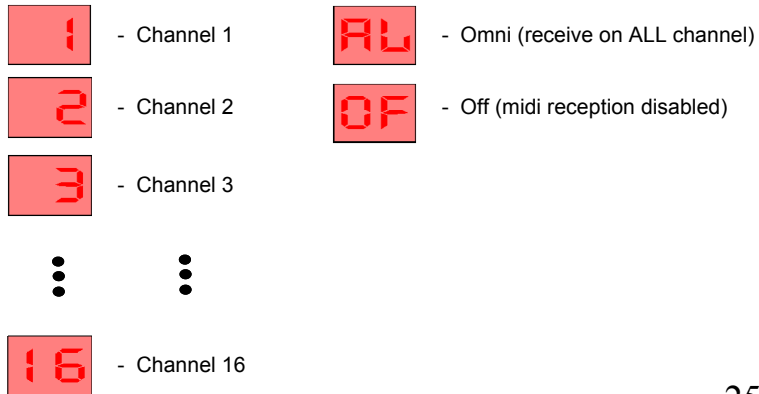 1 - Channel 1
AL - Omni (receive on ALL channel)
2 - Channel 2
OF - Off (midi reception disabled)
3 - Channel 3
16 - Channel 16